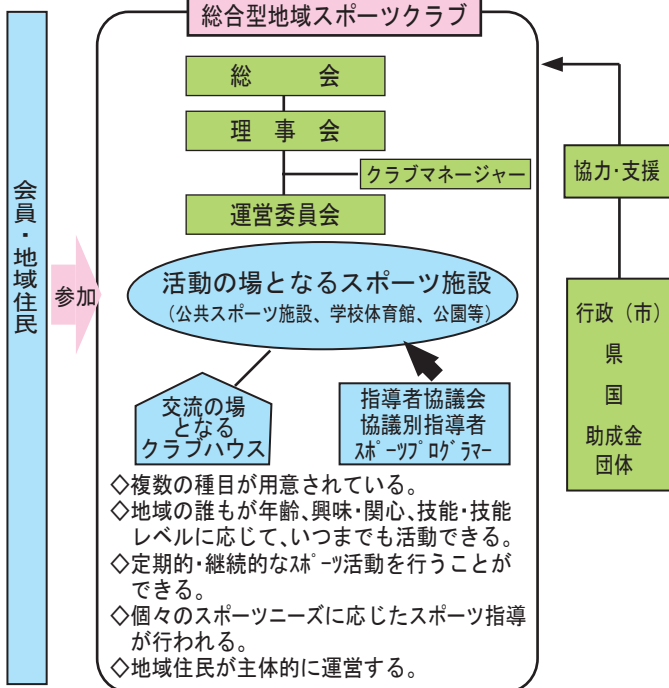 総合型地域スポーツクラブ
総　会
理 事 会
クラブマネージャー
運営委員会
会員・地域住民
参加
活動の場となるスポーツ施設
(公共スポーツ施設、学校体育館、公園等)
交流の場
となる
クラブハウス
指導者協議会
協議別指導者
ｽﾎﾟｰﾂﾌﾟﾛｸﾞﾗﾏｰ
協力・支援
行政（市）
県
国
助成金
団体
◇複数の種目が用意されている。
◇地域の誰もが年齢、興味・関心、技能・技能
レベルに応じて、いつまでも活動できる。
◇定期的・継続的なｽﾎﾟｰﾂ活動を行うことが
できる。
◇個々のスポーツニーズに応じたスポーツ指導
が行われる。
◇地域住民が主体的に運営する。